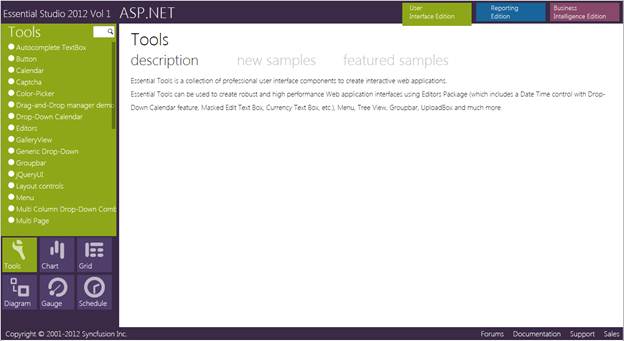 Essential Studio 2012 Vol 1 ASP.NET
User
Interface Edition
Reporting
Edition
Business
Intelligence Edition
Tools
Autocomplete TextBox
Button
Calendar
Captcha
Color-Picker
Drag-and-Drop manager demo
Drop-Down Calendar
Editors
GalleryView
Generic Drop-Down
Groupbar
jQueryUI
Layout controls
Menu
Multi Column Drop-Down Comb
Multi Page
Tools
Chart
Grid
Diagram
Gauge
Schedule
Tools
description new samples featured samples
Essential Tools is a collection of professional user interface components to create interactive web applications.
Essential Tools can be used to create robust and high performance Web application interfaces using Editors Package (which includes a Date Time control with Drop-
Down Calendar feature, Masked Edit Text Box, Currency Text Box, etc.), Menu, Tree View, Groupbar, UploadBox and much more.
Copyright © 2001-2012 Syncfusion Inc.
Forums Documentation Support Sales